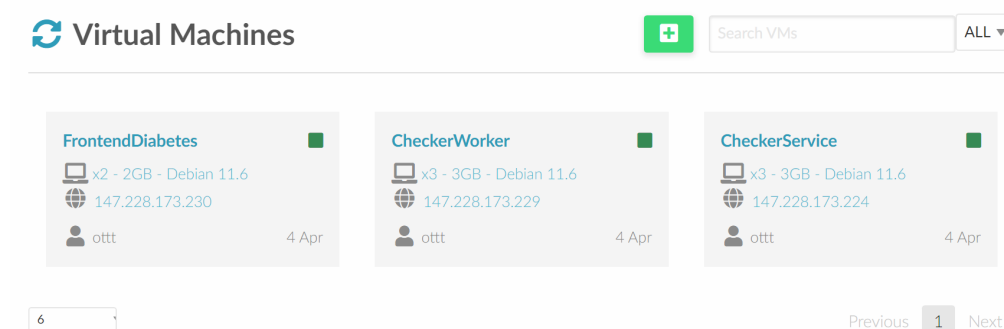 Virtual Machines
Search VMs
ALL
FrontendDiabetes
x2 - 2GB - Debian 11.6
147.228.173.230
ottt
4 Apr
CheckerWorker
x3 - 3GB - Debian 11.6
147.228.173.229
ottt
4 Apr
CheckerService
x3 - 3GB - Debian 11.6
147.228.173.224
ottt
4 Apr
6
Previous 1 Next